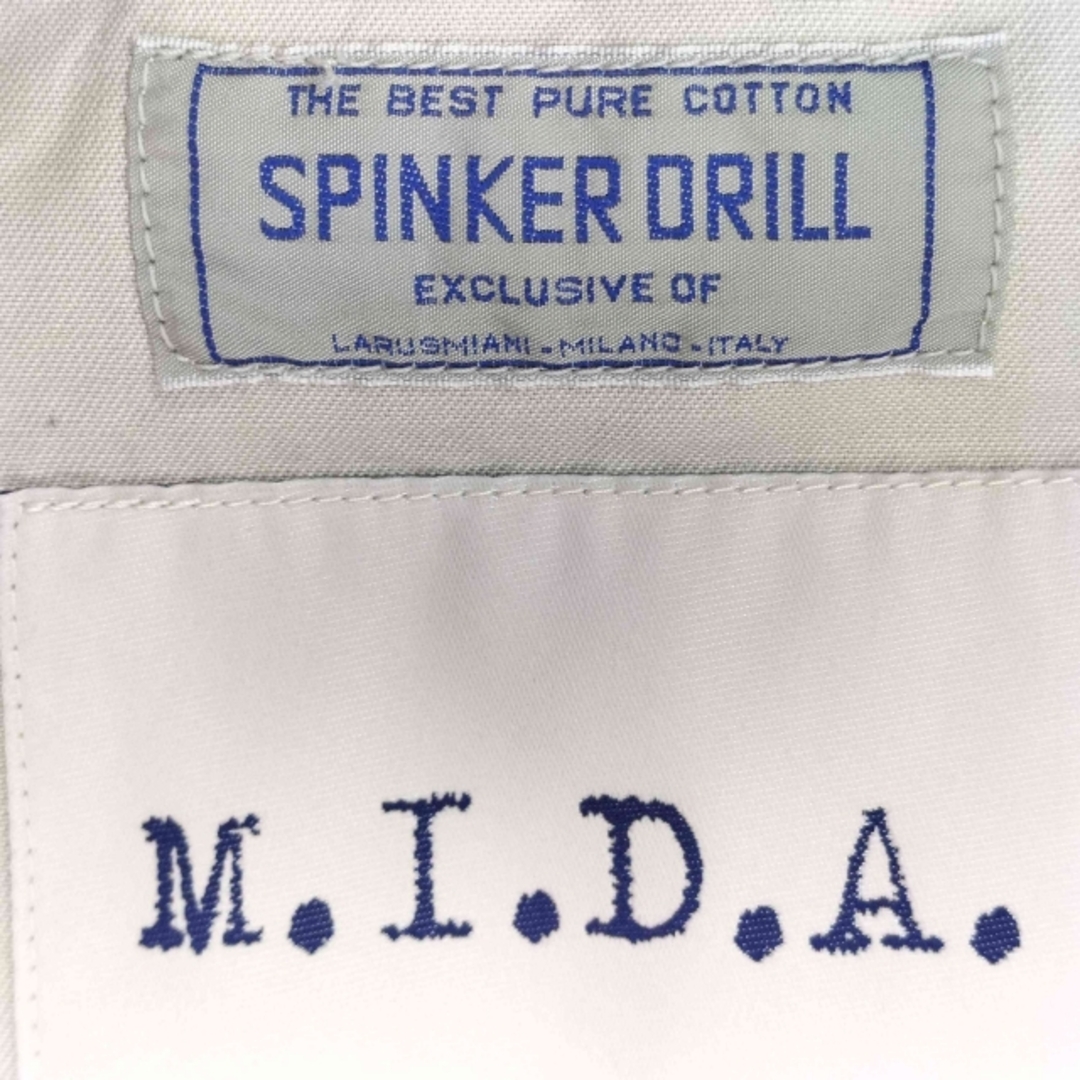 THE BEST PURE COTTON
SPINKER DRILL
EXCLUSIVE OF
LARUSMIANI - MILANO - ITALY
M.I.D.A.